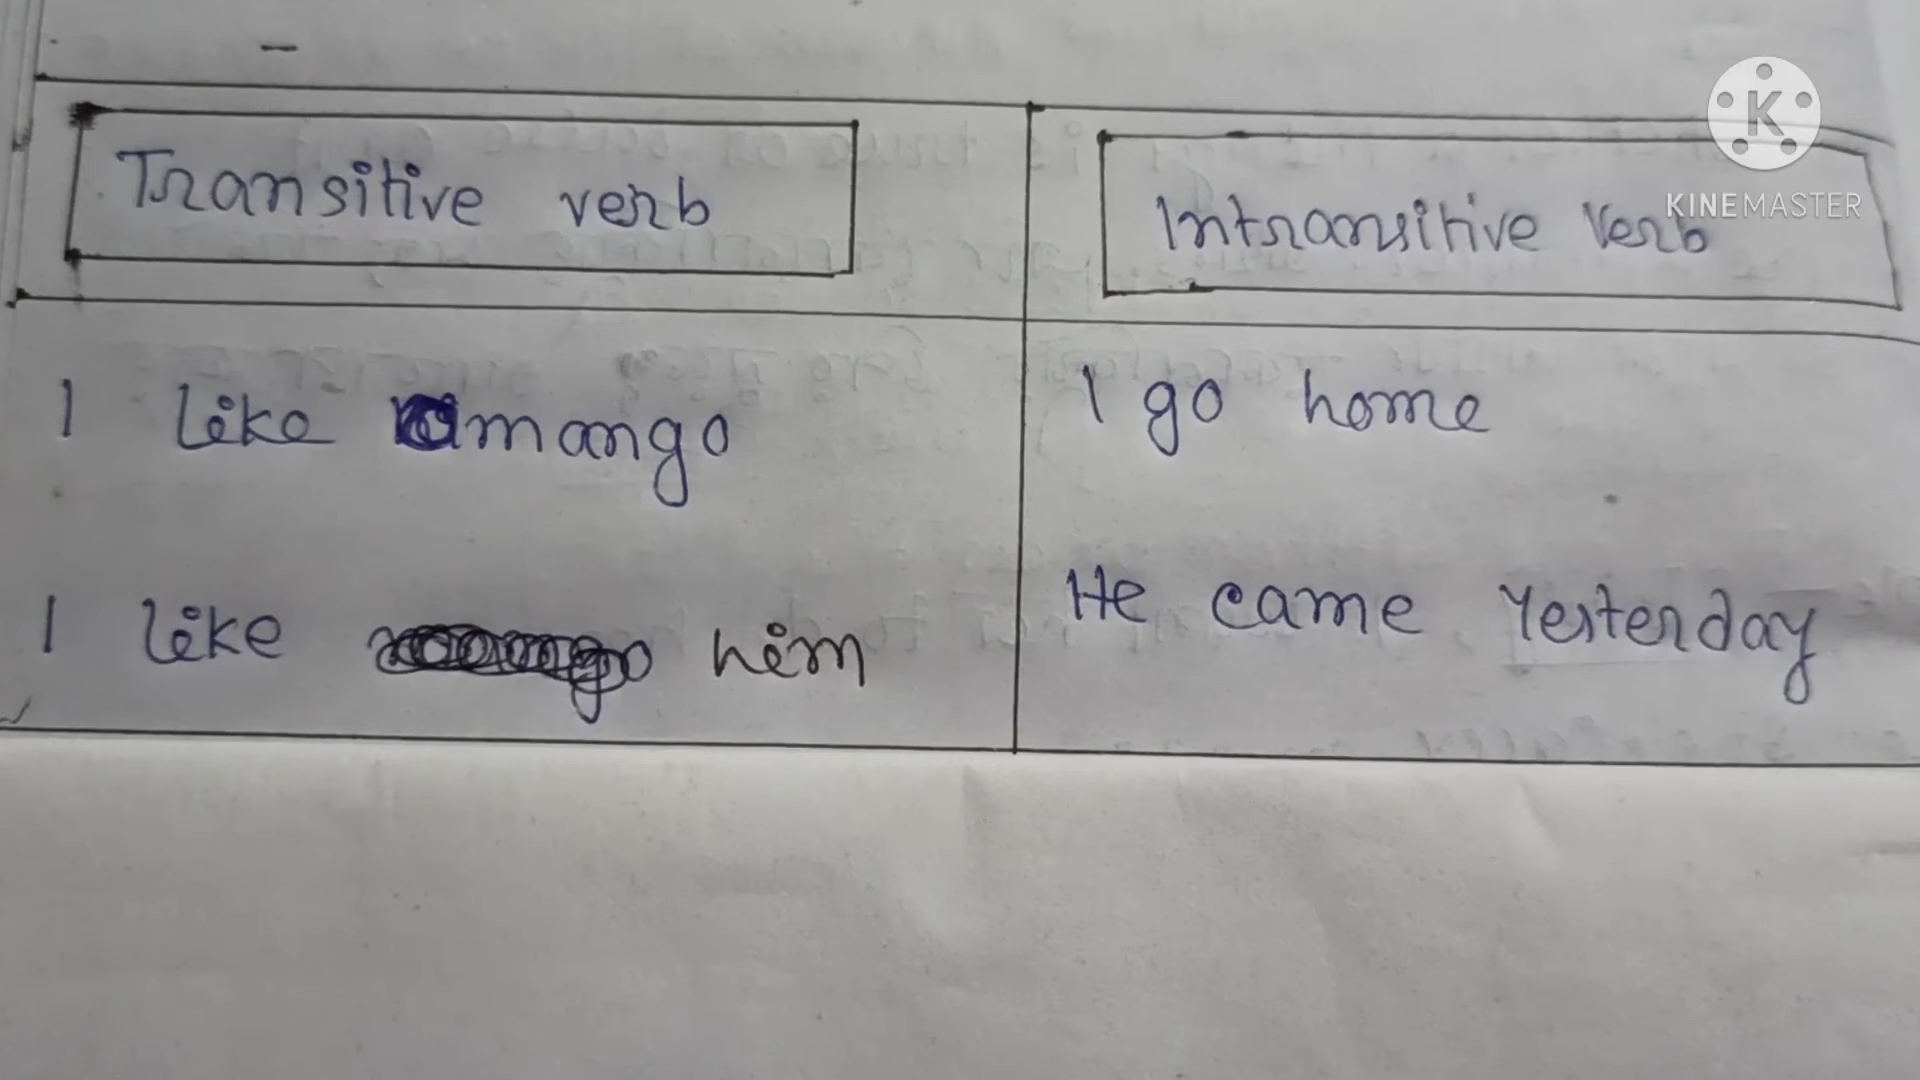 Transitive verb
Intransitive Verb
I like mango
I go home
I like him
He came Yesterday
KINEMASTER